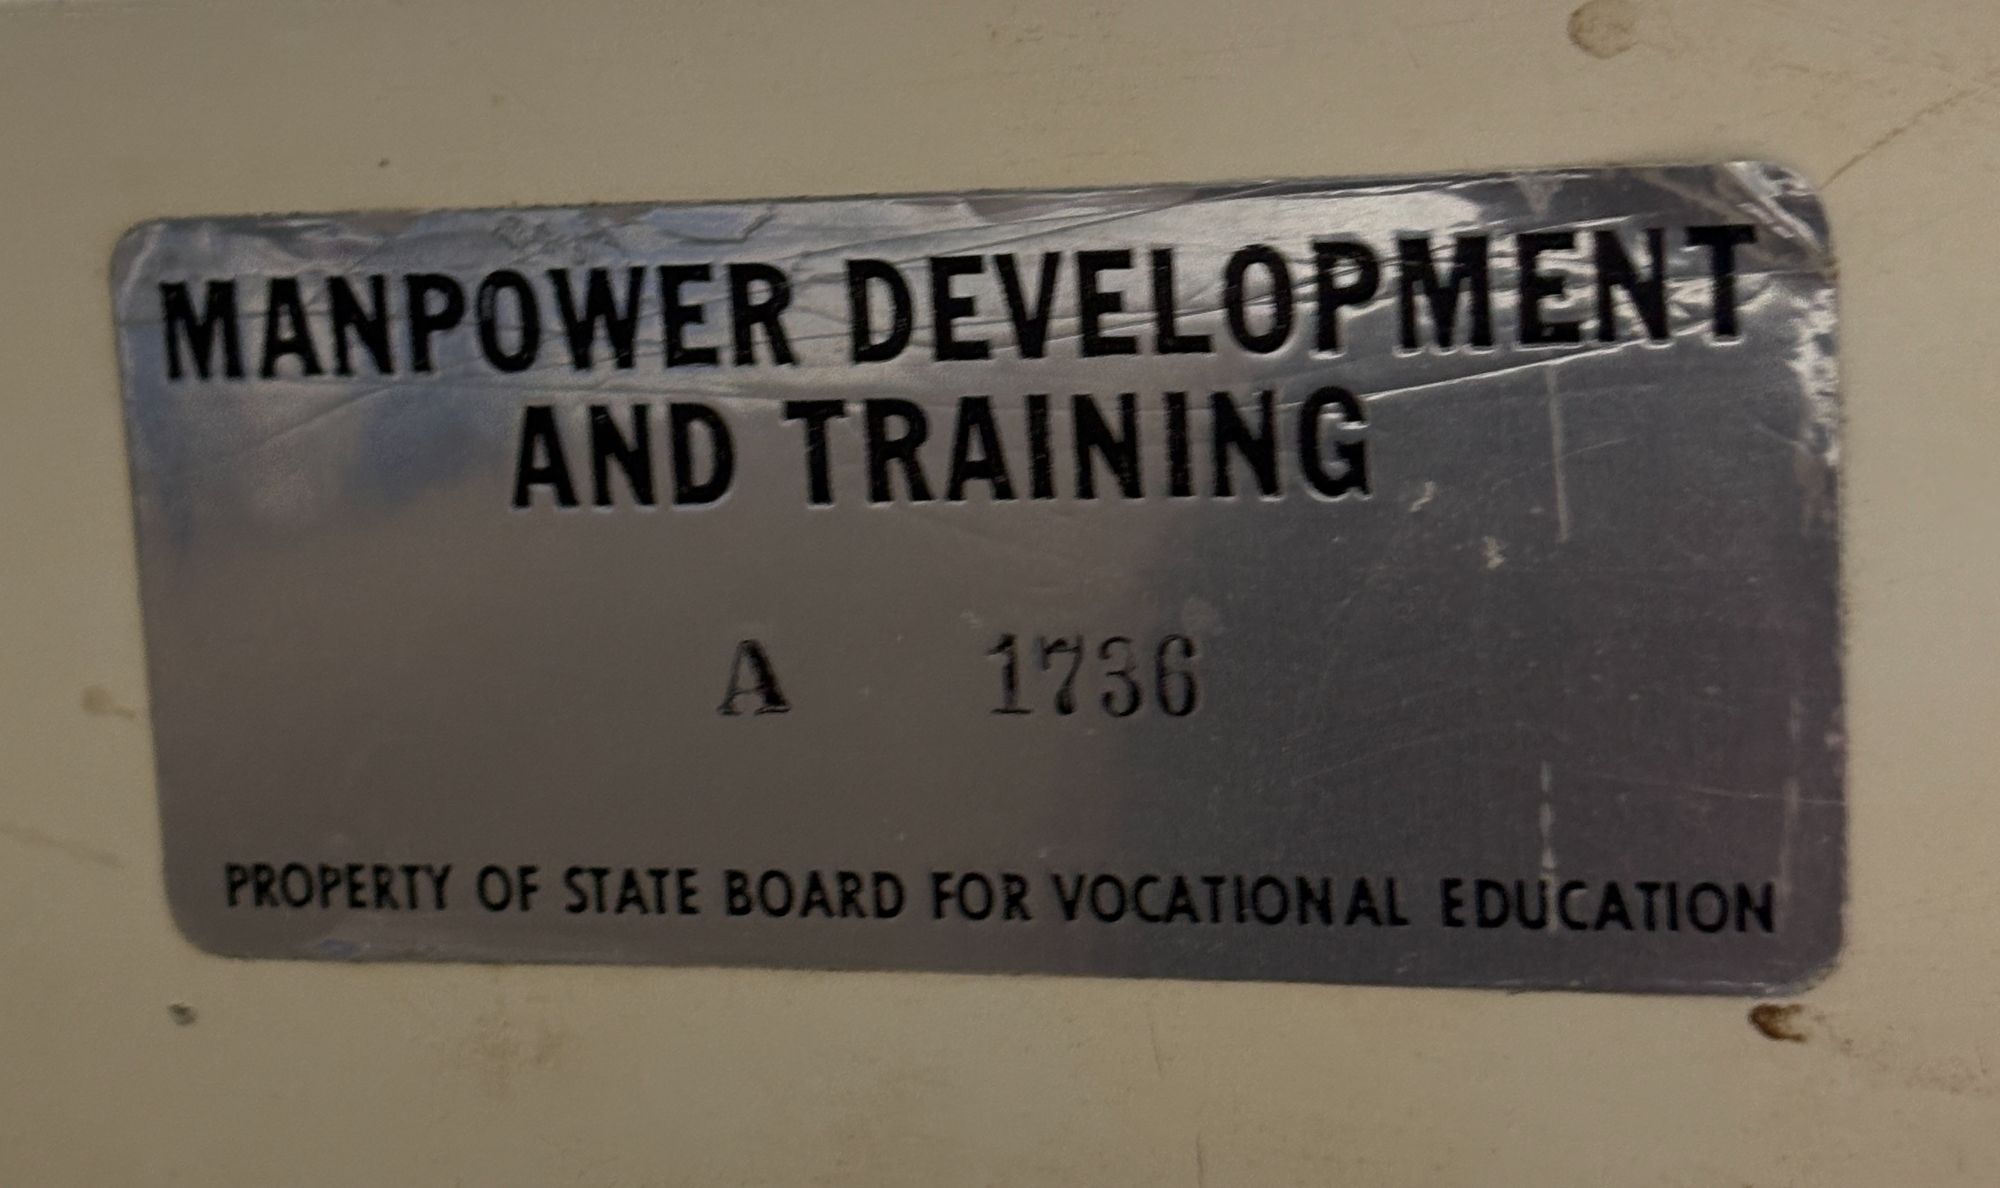 MANPOWER DEVELOPMENT
AND TRAINING
A 1736
PROPERTY OF STATE BOARD FOR VOCATIONAL EDUCATION